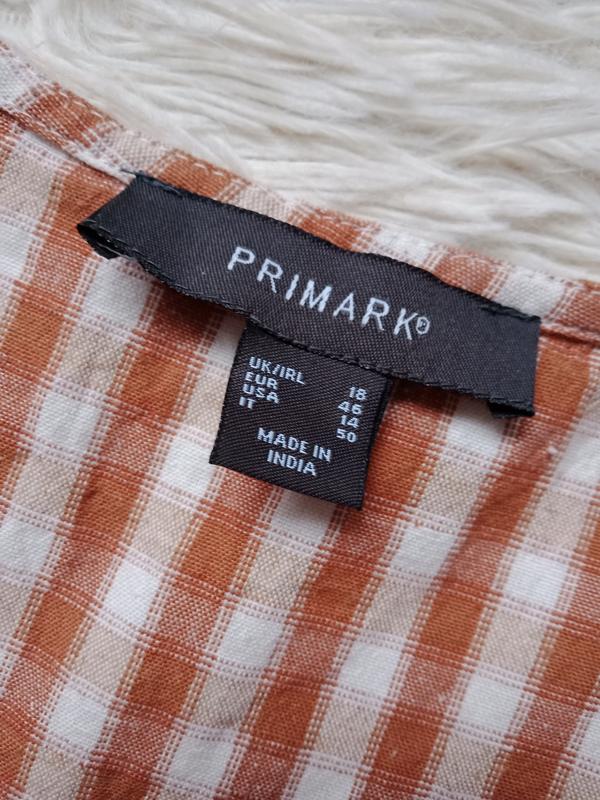 PRIMARK®
UK/IRL 18
EUR 46
USA 14
IT 50
MADE IN
INDIA